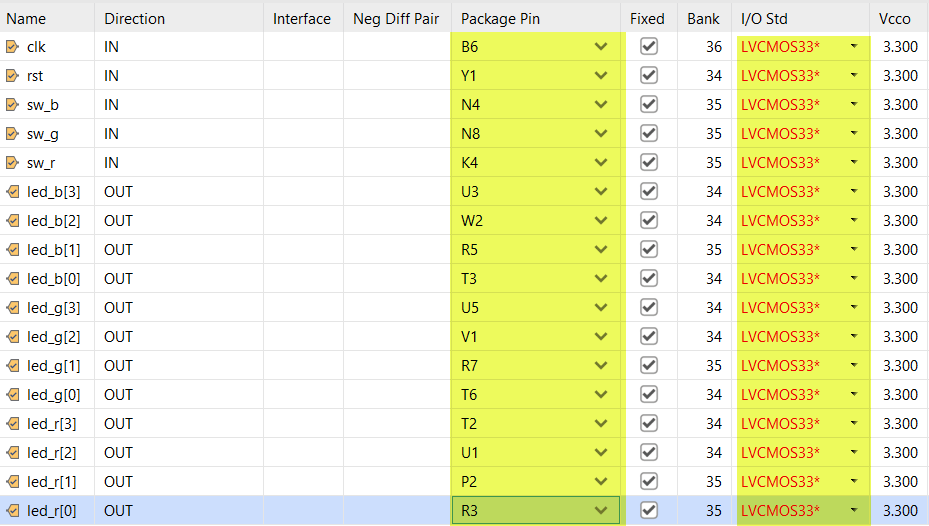 Name Direction Interface Neg Diff Pair Package Pin Fixed Bank I/O Std Vcco
clk IN B6 36 LVCMOS33* 3.300
rst IN Y1 34 LVCMOS33* 3.300
sw_b IN N4 35 LVCMOS33* 3.300
sw_g IN N8 35 LVCMOS33* 3.300
sw_r IN K4 35 LVCMOS33* 3.300
led_b[3] OUT U3 34 LVCMOS33* 3.300
led_b[2] OUT W2 34 LVCMOS33* 3.300
led_b[1] OUT R5 35 LVCMOS33* 3.300
led_b[0] OUT T3 34 LVCMOS33* 3.300
led_g[3] OUT U5 34 LVCMOS33* 3.300
led_g[2] OUT V1 34 LVCMOS33* 3.300
led_g[1] OUT R7 35 LVCMOS33* 3.300
led_g[0] OUT T6 34 LVCMOS33* 3.300
led_r[3] OUT T2 34 LVCMOS33* 3.300
led_r[2] OUT U1 34 LVCMOS33* 3.300
led_r[1] OUT P2 35 LVCMOS33* 3.300
led_r[0] OUT R3 35 LVCMOS33* 3.300